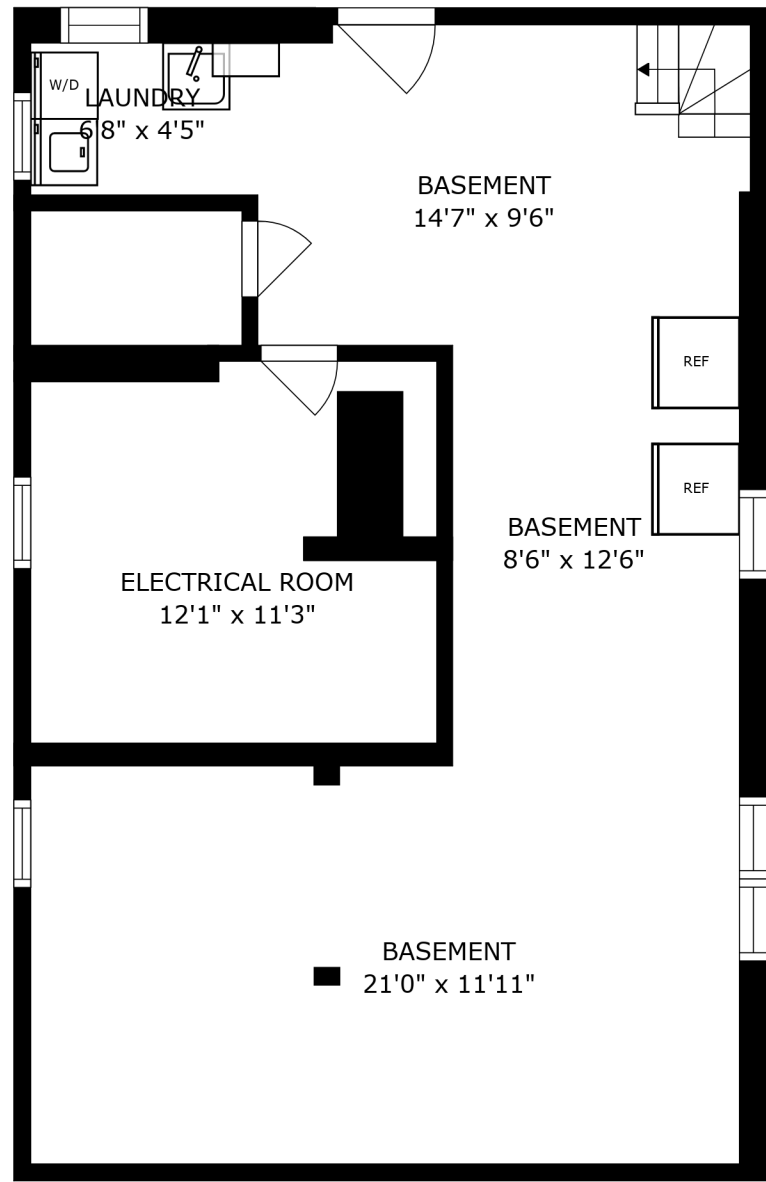 W/D
LAUNDRY
6'8" x 4'5"
BASEMENT
14'7" x 9'6"
REF
REF
BASEMENT
8'6" x 12'6"
ELECTRICAL ROOM
12'1" x 11'3"
BASEMENT
21'0" x 11'11"